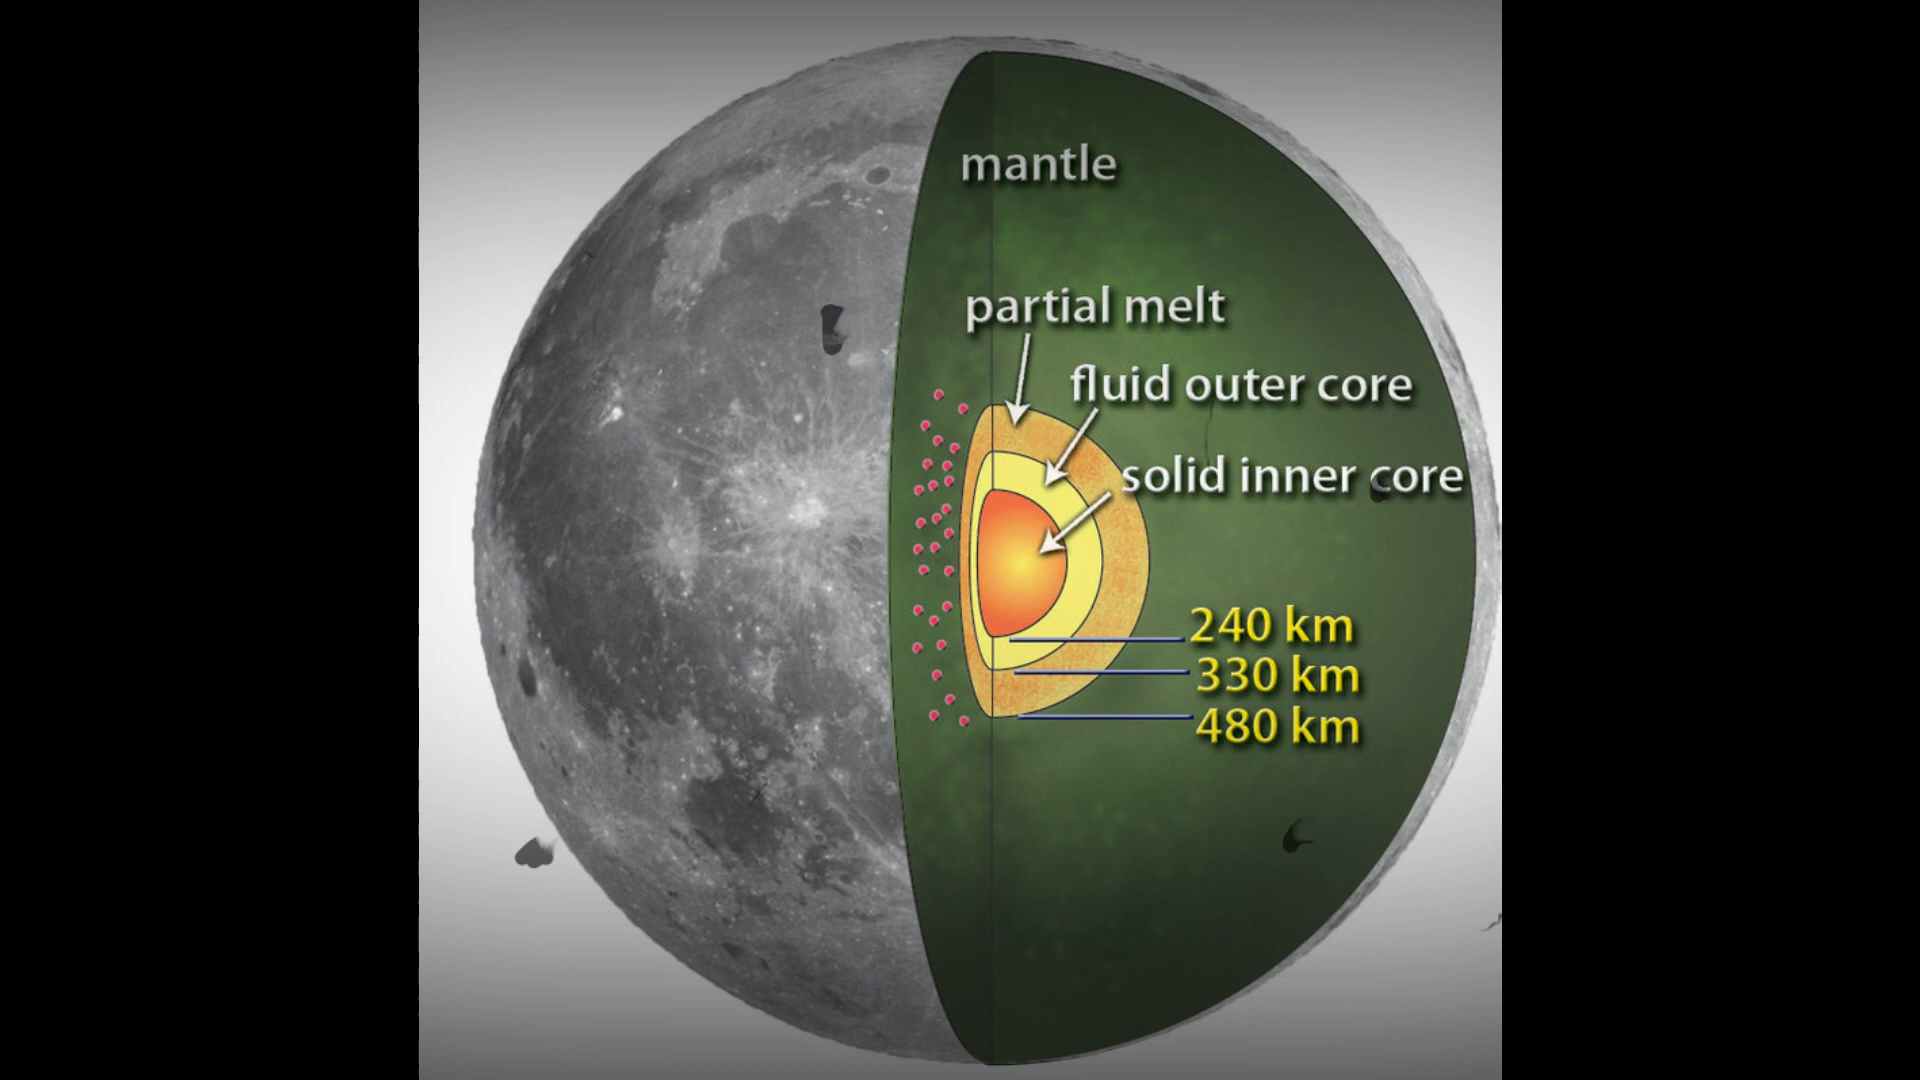 mantle
partial melt
fluid outer core
solid inner core
240 km
330 km
480 km